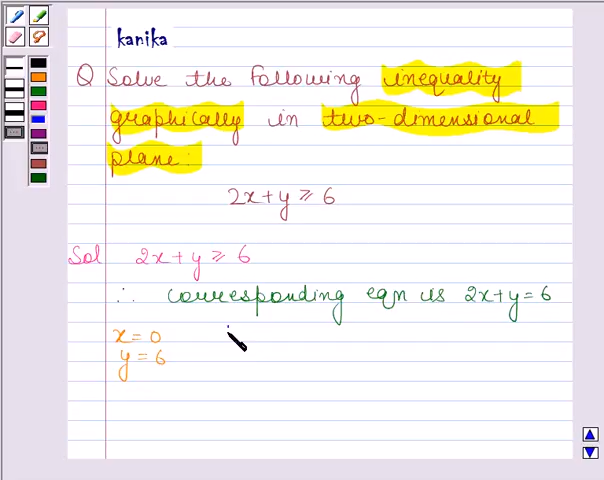 kanika
Q Solve the following inequality
graphically in two-dimensional
plane:
2x+y ≥ 6
Sol 2x+y ≥ 6
∴ corresponding eqn is 2x+y=6
x=0
y=6